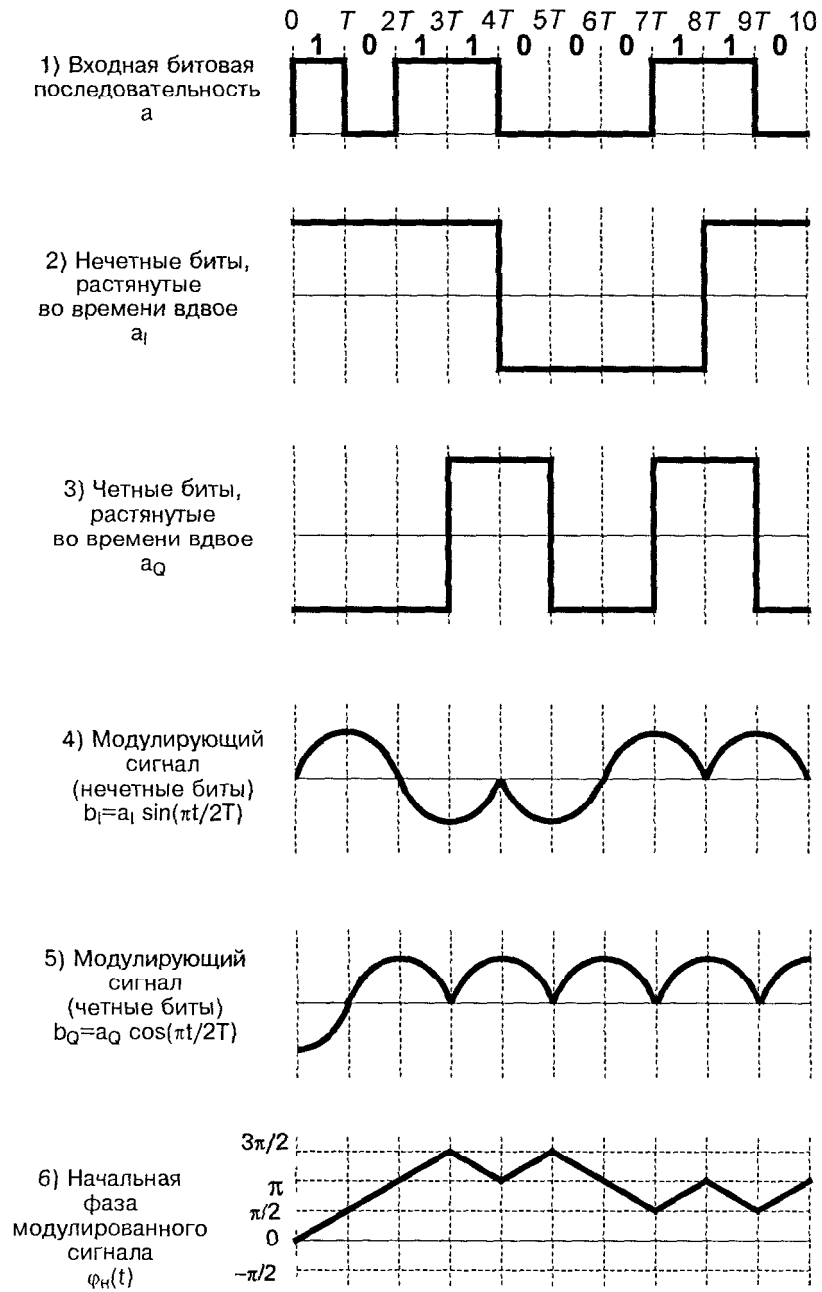 0 T 2T 3T 4T 5T 6T 7T 8T 9T 10
1 0 1 1 0 0 0 1 1 0
1) Входная битовая
последовательность
a
2) Нечетные биты,
растянутые
во времени вдвое
aI
3) Четные биты,
растянутые
во времени вдвое
aQ
4) Модулирующий
сигнал
(нечетные биты)
bI=aI sin(πt/2T)
5) Модулирующий
сигнал
(четные биты)
bQ=aQ cos(πt/2T)
6) Начальная
фаза
модулированного
сигнала
φн(t)
3π/2
π
π/2
0
−π/2